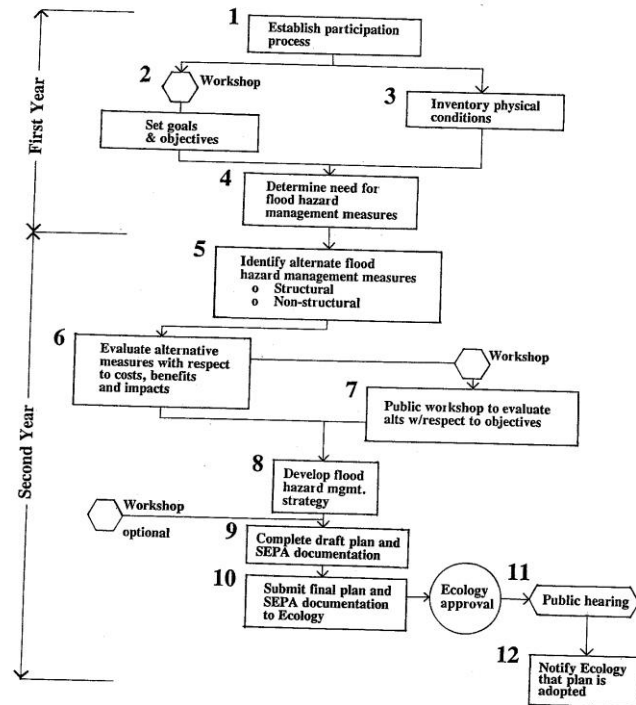 First Year
Second Year
1
Establish participation
process
2
Workshop
Set goals
& objectives
3
Inventory physical
conditions
4
Determine need for
flood hazard
management measures
5
Identify alternate flood
hazard management measures
o Structural
o Non-structural
6
Evaluate alternative
measures with respect
to costs, benefits
and impacts
Workshop
7
Public workshop to evaluate
alts w/respect to objectives
8
Develop flood
hazard mgmt.
strategy
Workshop
optional
9
Complete draft plan and
SEPA documentation
10
Submit final plan and
SEPA documentation
to Ecology
Ecology
approval
11
Public hearing
12
Notify Ecology
that plan is
adopted